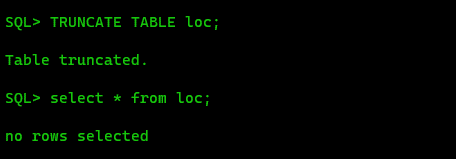 SQL> TRUNCATE TABLE loc;
Table truncated.
SQL> select * from loc;
no rows selected